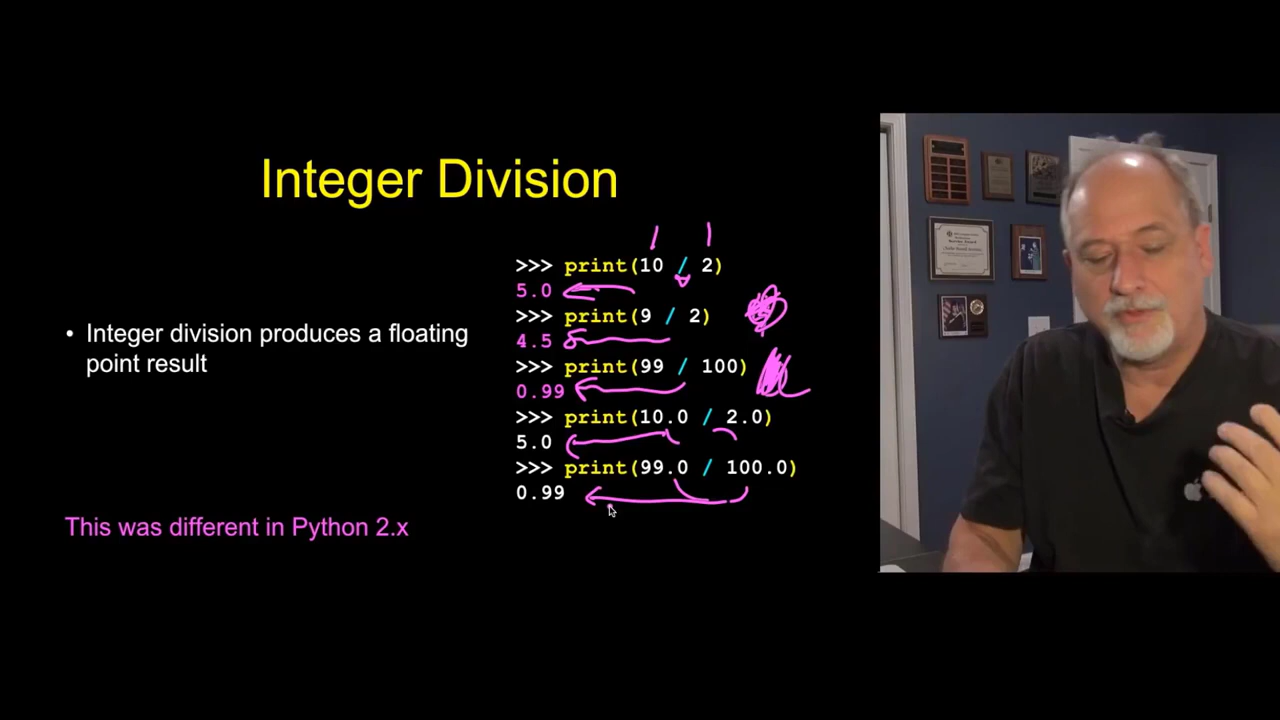 Integer Division
• Integer division produces a floating
point result
This was different in Python 2.x
>>> print(10 / 2)
5.0
>>> print(9 / 2)
4.5
>>> print(99 / 100)
0.99
>>> print(10.0 / 2.0)
5.0
>>> print(99.0 / 100.0)
0.99